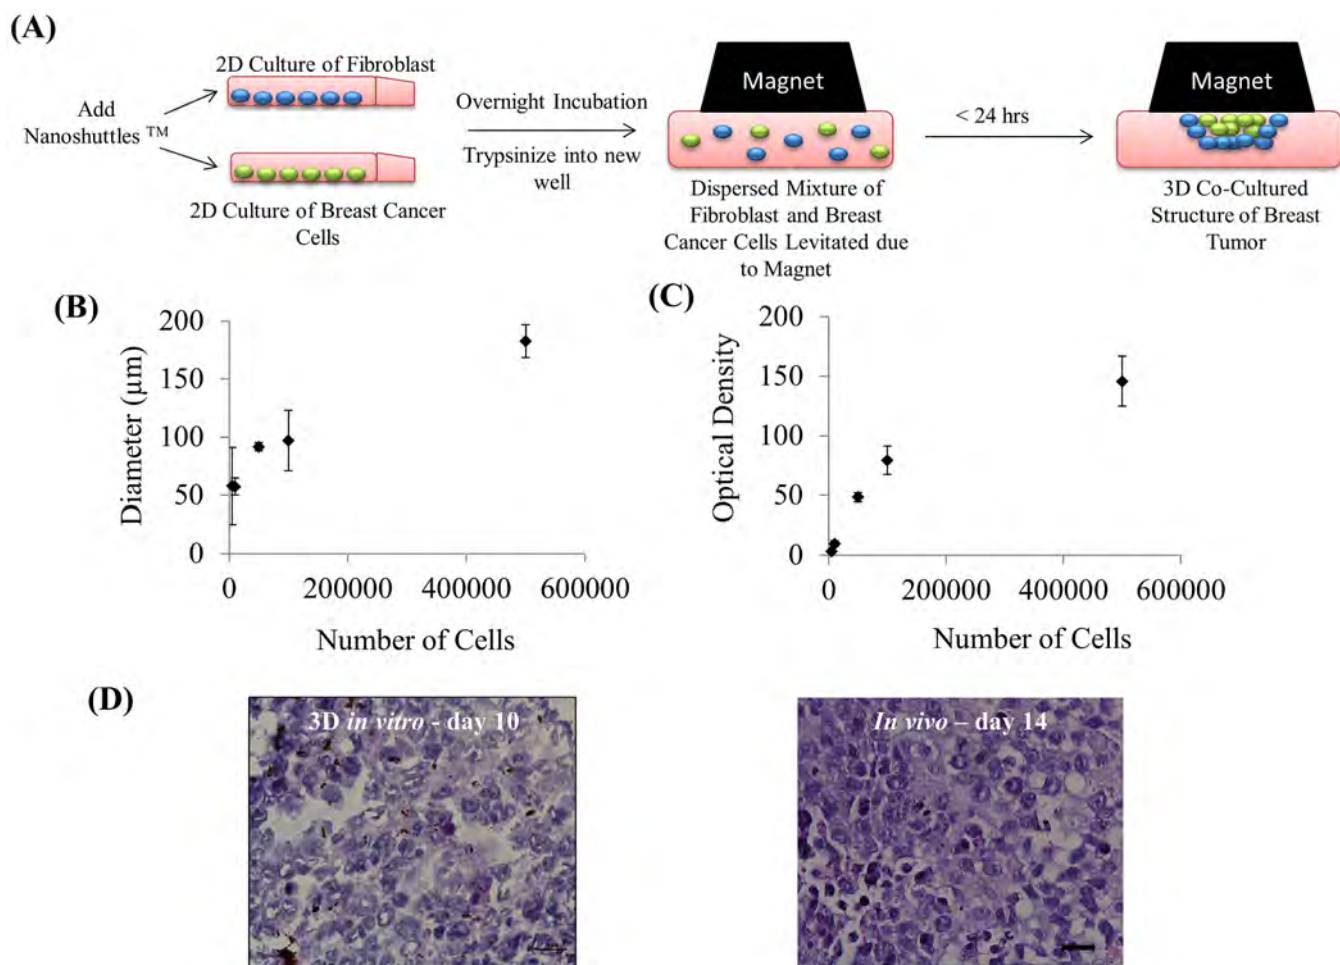 (A)
2D Culture of Fibroblast
Add
Nanoshuttles TM
2D Culture of Breast Cancer
Cells
Overnight Incubation
Trypsinize into new
well
Magnet
Dispersed Mixture of
Fibroblast and Breast
Cancer Cells Levitated due
to Magnet
< 24 hrs
Magnet
3D Co-Cultured
Structure of Breast
Tumor
(B)
Diameter (µm)
200
150
100
50
0
0 200000 400000 600000
Number of Cells
(C)
Optical Density
200
150
100
50
0
0 200000 400000 600000
Number of Cells
(D)
3D in vitro - day 10
In vivo – day 14